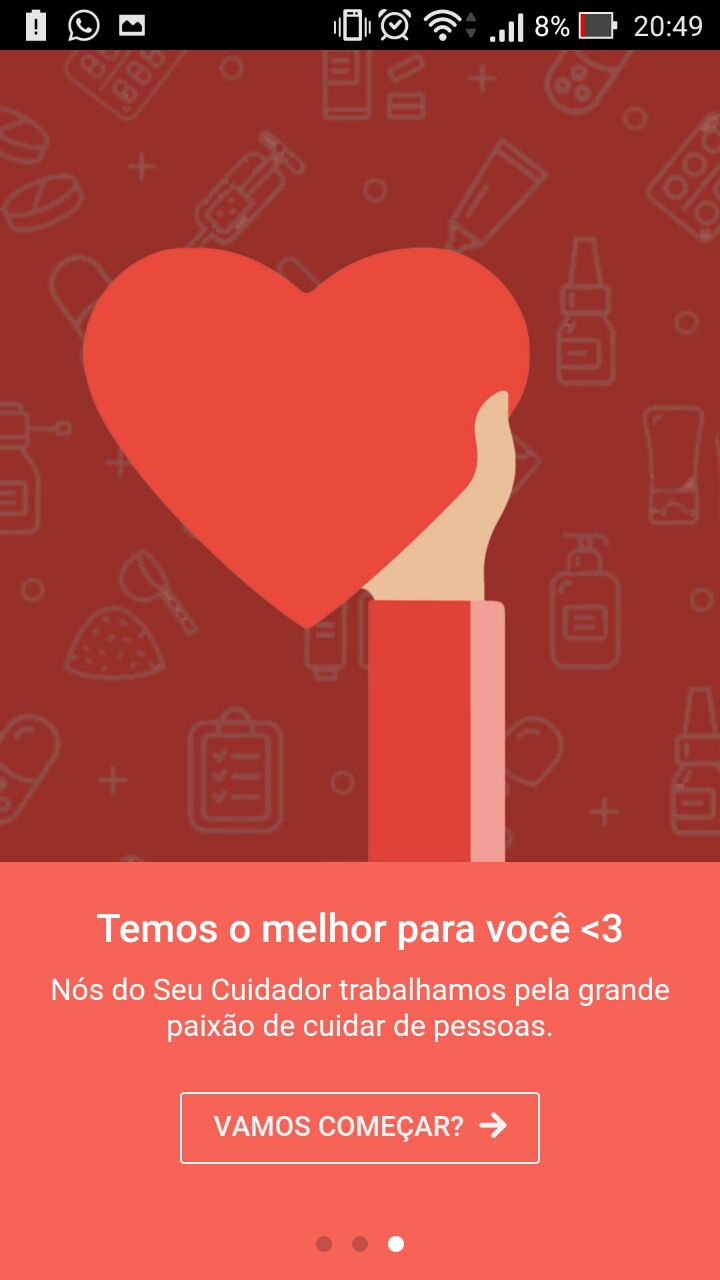 8% 20:49
Temos o melhor para você <3
Nós do Seu Cuidador trabalhamos pela grande
paixão de cuidar de pessoas.
VAMOS COMEÇAR?